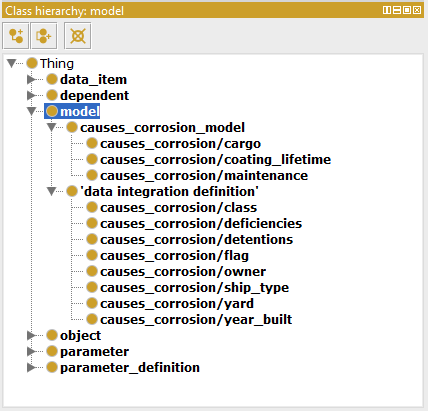 Class hierarchy: model
Thing
data_item
dependent
model
causes_corrosion_model
causes_corrosion/cargo
causes_corrosion/coating_lifetime
causes_corrosion/maintenance
'data integration definition'
causes_corrosion/class
causes_corrosion/deficiencies
causes_corrosion/detentions
causes_corrosion/flag
causes_corrosion/owner
causes_corrosion/ship_type
causes_corrosion/yard
causes_corrosion/year_built
object
parameter
parameter_definition